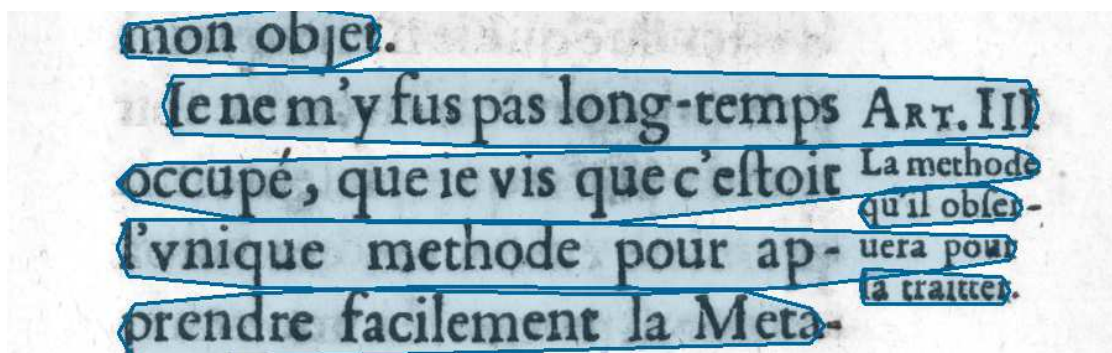 mon objet.
Ie ne m'y fus pas long-temps
occupé, que ie vis que c'eſtoit
l'vnique methode pour ap-
prendre facilement la Meta-
ART. III
La methode
qu'il obſer-
uera pour
la traitter.